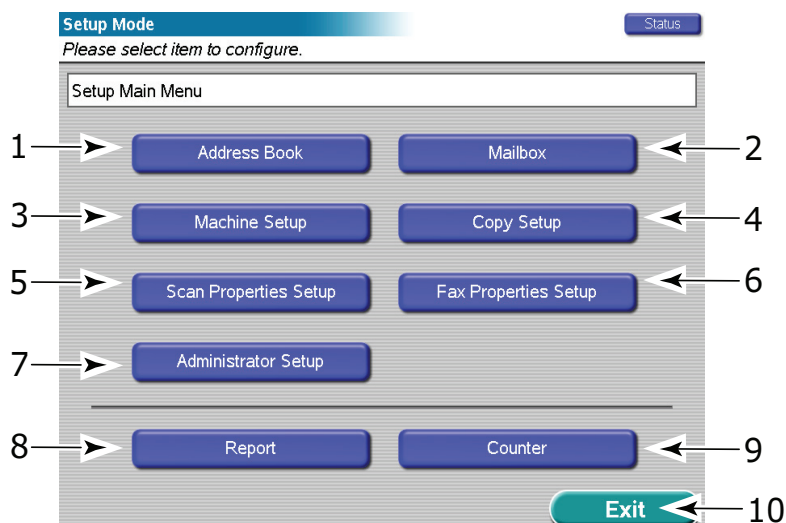 Setup Mode
Status
Please select item to configure.
Setup Main Menu
1
Address Book
Mailbox
2
3
Machine Setup
Copy Setup
4
5
Scan Properties Setup
Fax Properties Setup
6
7
Administrator Setup
8
Report
Counter
9
Exit
10